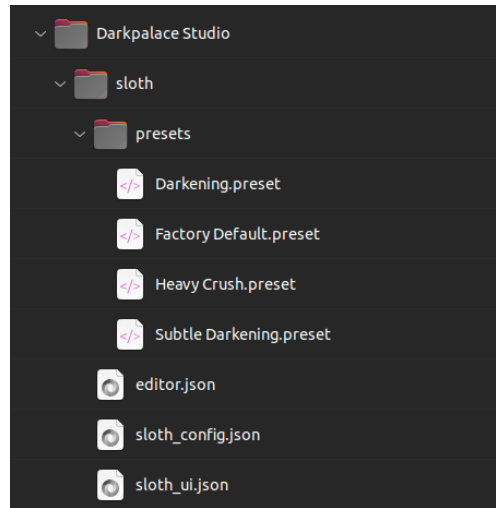 Darkpalace Studio
sloth
presets
Darkening.preset
Factory Default.preset
Heavy Crush.preset
Subtle Darkening.preset
editor.json
sloth_config.json
sloth_ui.json